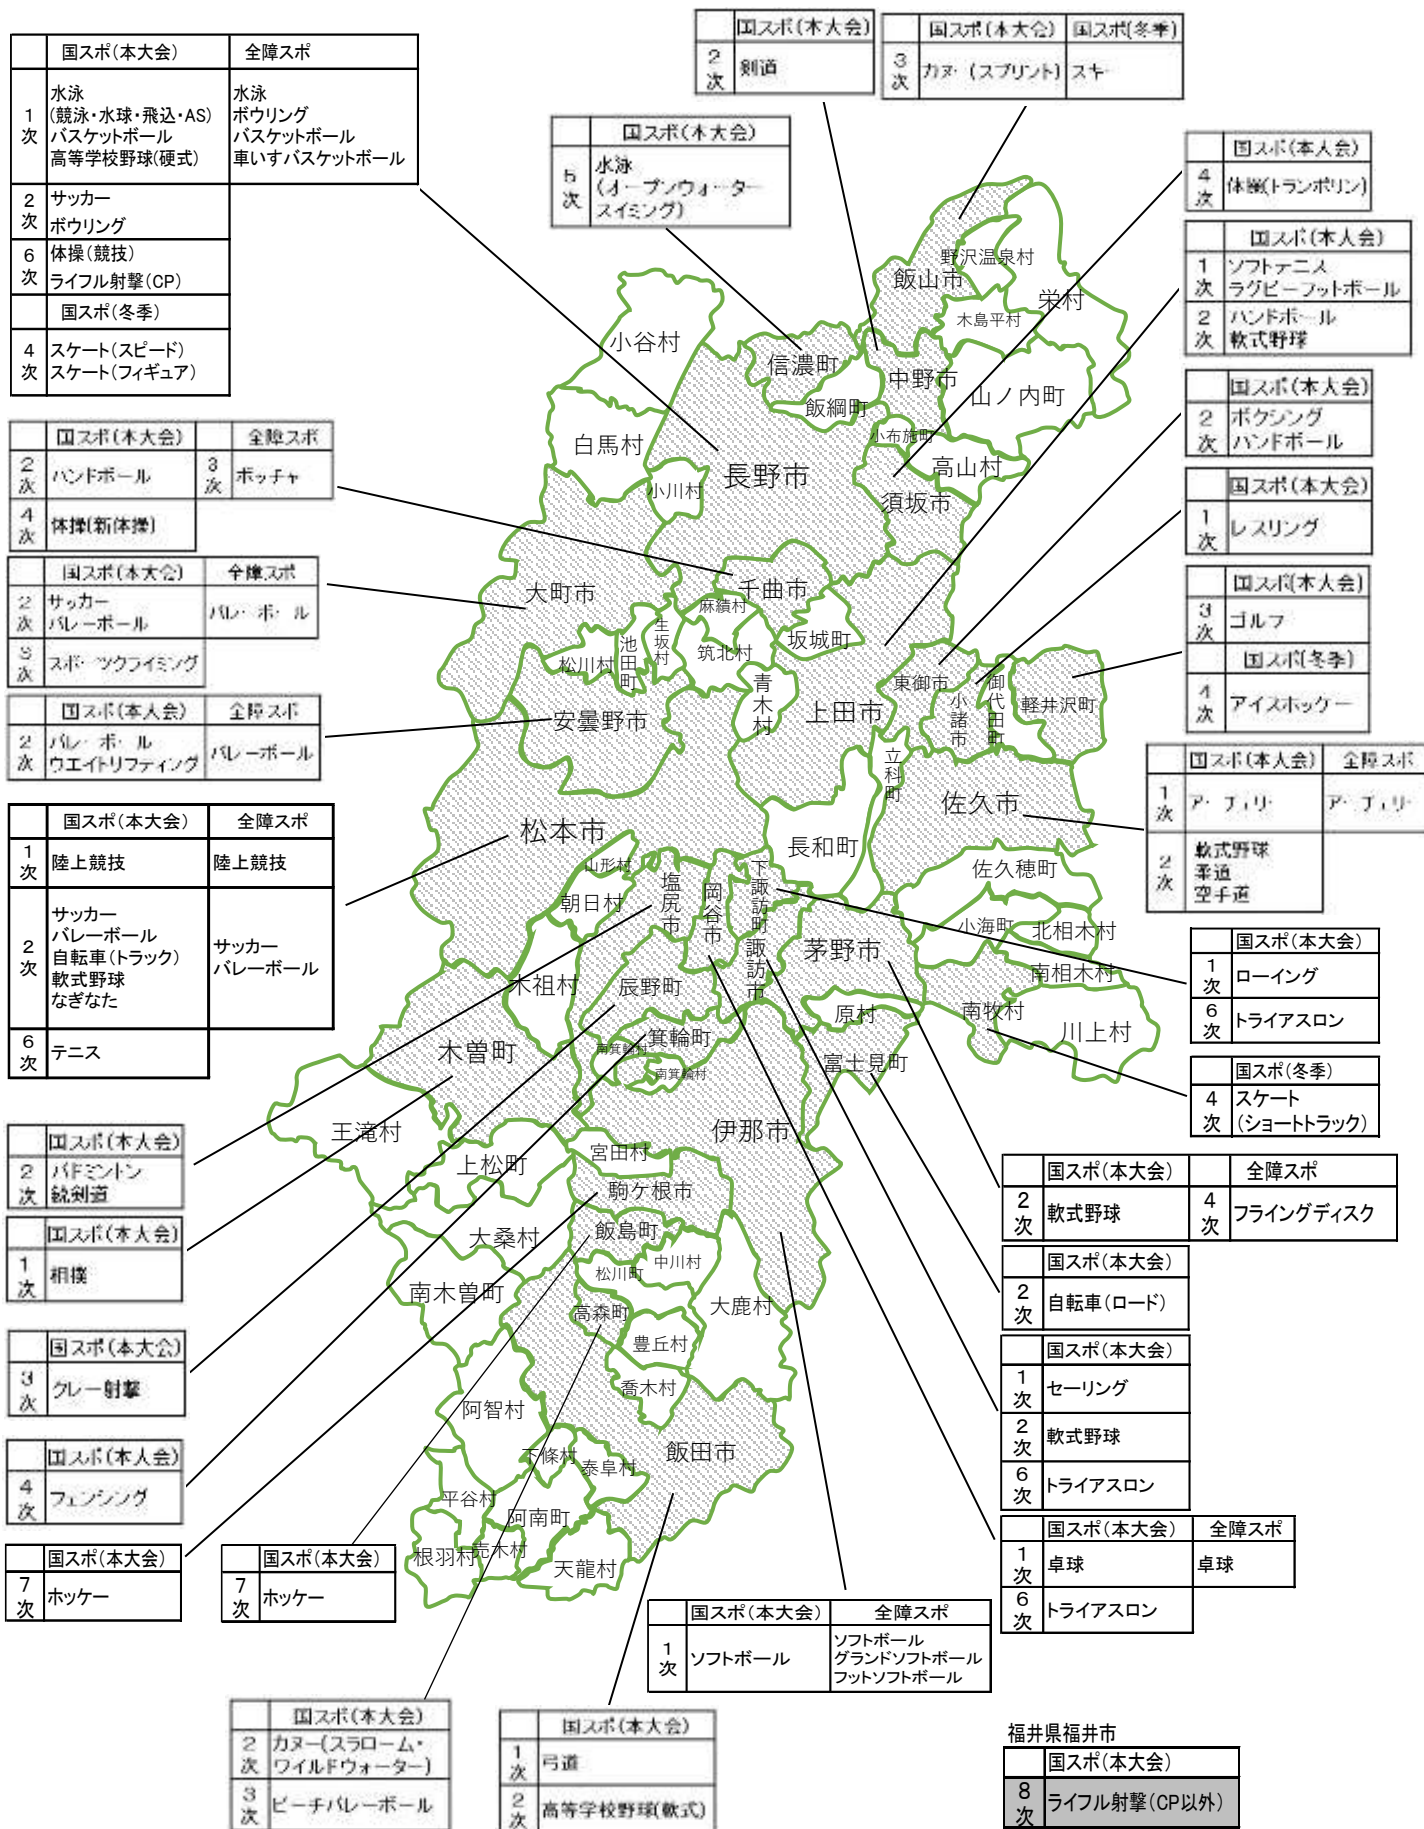 国スポ(本大会) 全障スポ
1次 水泳 水泳
(競泳・水球・飛込・AS) ボウリング
バスケットボール バスケットボール
高等学校野球(硬式) 車いすバスケットボール
2次 サッカー
ボウリング
6次 体操(競技)
ライフル射撃(CP)
国スポ(冬季)
4次 スケート(スピード)
スケート(フィギュア)
国スポ(本大会)
2次 剣道
国スポ(本大会) 国スポ(冬季)
3次 カヌー(スプリント) スキー
国スポ(本大会)
5次 水泳
(オープンウォーター
スイミング)
国スポ(本大会)
4次 体操(トランポリン)
国スポ(本大会)
1次 ソフトテニス
ラグビーフットボール
2次 ハンドボール
軟式野球
国スポ(本大会)
2次 ボクシング
ハンドボール
国スポ(本大会)
1次 レスリング
国スポ(本大会)
3次 ゴルフ
国スポ(冬季)
4次 アイスホッケー
国スポ(本大会) 全障スポ
1次 アーチェリー アーチェリー
2次 軟式野球
柔道
空手道
国スポ(本大会)
1次 ローイング
6次 トライアスロン
国スポ(冬季)
4次 スケート
(ショートトラック)
国スポ(本大会) 全障スポ
2次 軟式野球 4次 フライングディスク
国スポ(本大会)
2次 自転車(ロード)
国スポ(本大会)
1次 セーリング
2次 軟式野球
6次 トライアスロン
国スポ(本大会) 全障スポ
1次 卓球 卓球
6次 トライアスロン
国スポ(本大会) 全障スポ
1次 ソフトボール ソフトボール
グランドソフトボール
フットソフトボール
福井県福井市
国スポ(本大会)
8次 ライフル射撃(CP以外)
国スポ(本大会) 全障スポ
2次 ハンドボール 3次 ボッチャ
4次 体操(新体操)
国スポ(本大会) 全障スポ
2次 サッカー バレーボール
バレーボール
3次 スポーツクライミング
国スポ(本大会) 全障スポ
2次 バレーボール バレーボール
ウエイトリフティング
国スポ(本大会) 全障スポ
1次 陸上競技 陸上競技
2次 サッカー サッカー
バレーボール バレーボール
自転車(トラック)
軟式野球
なぎなた
6次 テニス
国スポ(本大会)
2次 バドミントン
銃剣道
国スポ(本大会)
1次 相撲
国スポ(本大会)
3次 クレー射撃
国スポ(本大会)
4次 フェンシング
国スポ(本大会)
7次 ホッケー
国スポ(本大会)
7次 ホッケー
国スポ(本大会)
2次 カヌー(スラローム・
ワイルドウォーター)
3次 ビーチバレーボール
国スポ(本大会)
1次 弓道
2次 高等学校野球(軟式)
野沢温泉村
飯山市
栄村
木島平村
小谷村
信濃町
中野市
山ノ内町
飯綱町
小布施町
白馬村
高山村
長野市
小川村
須坂市
千曲市
大町市
麻績村
坂城町
生坂村
池田町
筑北村
松川村
青木村
東御市
御代田町
軽井沢町
小諸市
上田市
安曇野市
立科町
佐久市
松本市
長和町
山形村
佐久穂町
下諏訪町
塩尻市
岡谷市
朝日村
小海町
北相木村
諏訪市
茅野市
南相木村
木祖村
辰野町
原村
南牧村
川上村
箕輪町
南箕輪村
南箕輪村
木曽町
富士見町
王滝村
伊那市
宮田村
上松町
駒ケ根市
大桑村
飯島町
中川村
松川町
南木曽町
大鹿村
高森町
豊丘村
喬木村
阿智村
飯田市
下條村
泰阜村
平谷村
阿南町
根羽村
売木村
天龍村